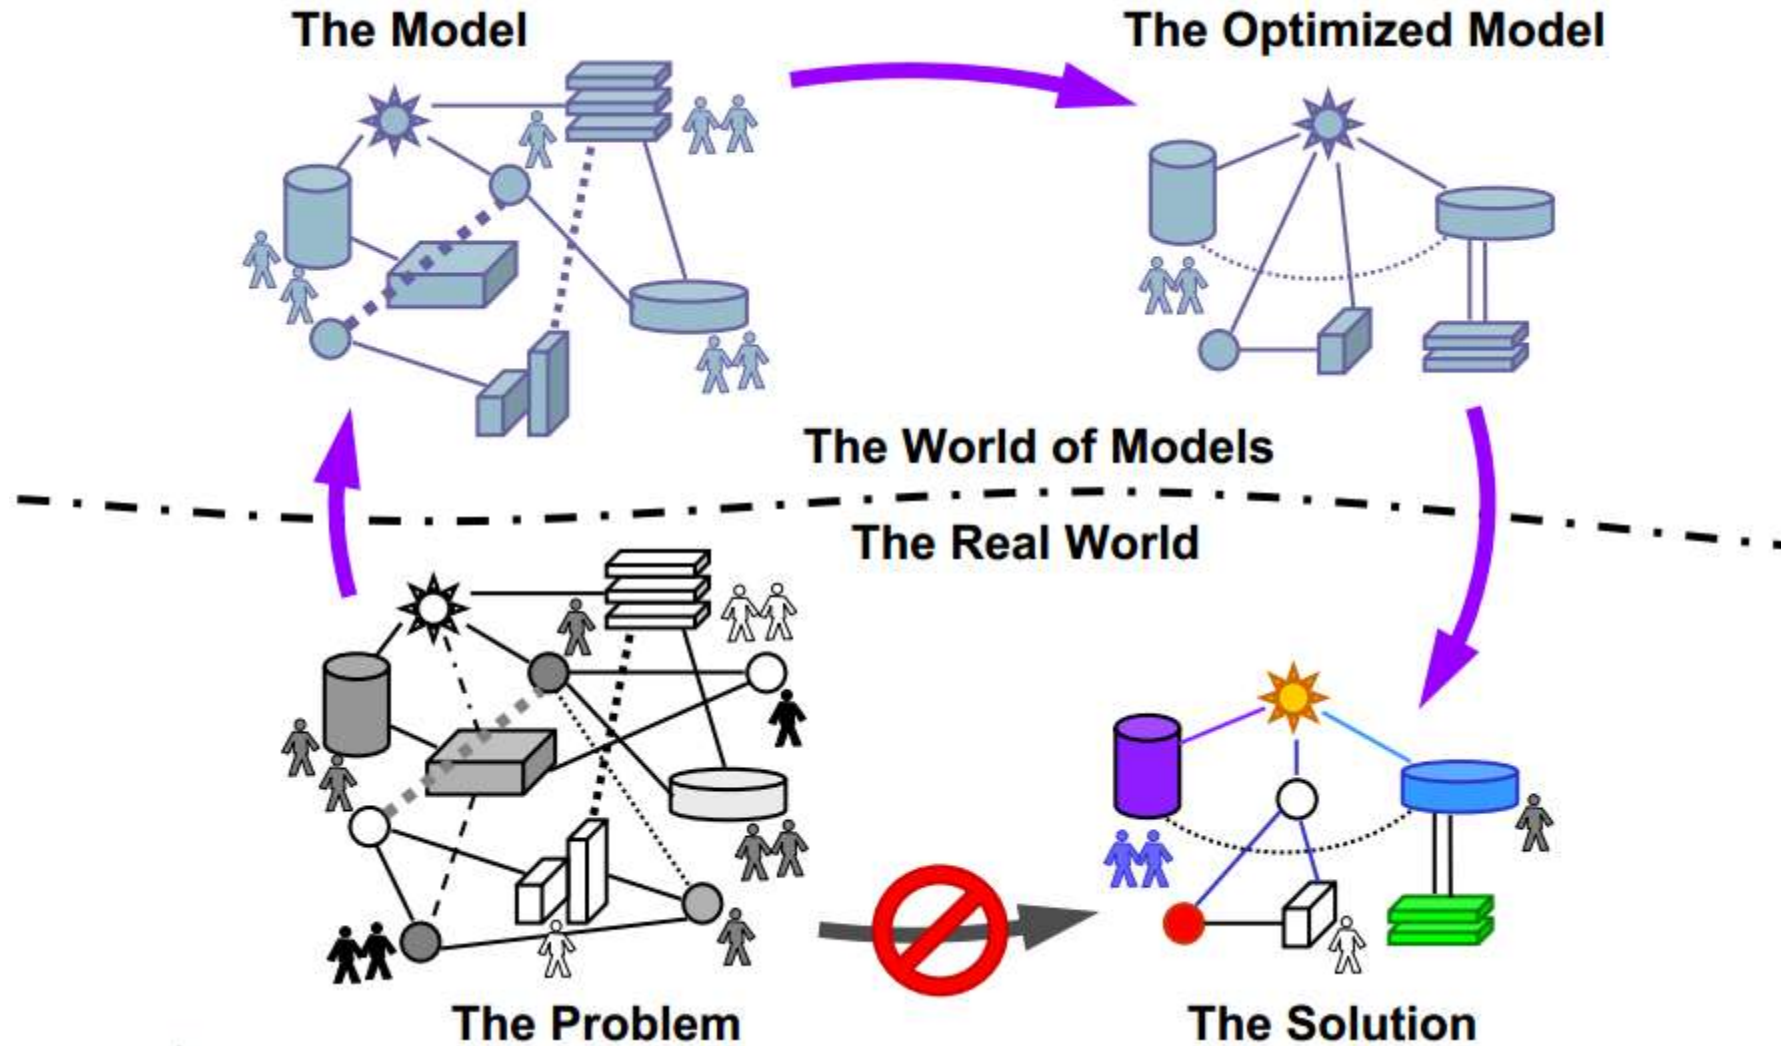 The Model
The Optimized Model
The World of Models
The Real World
The Problem
The Solution